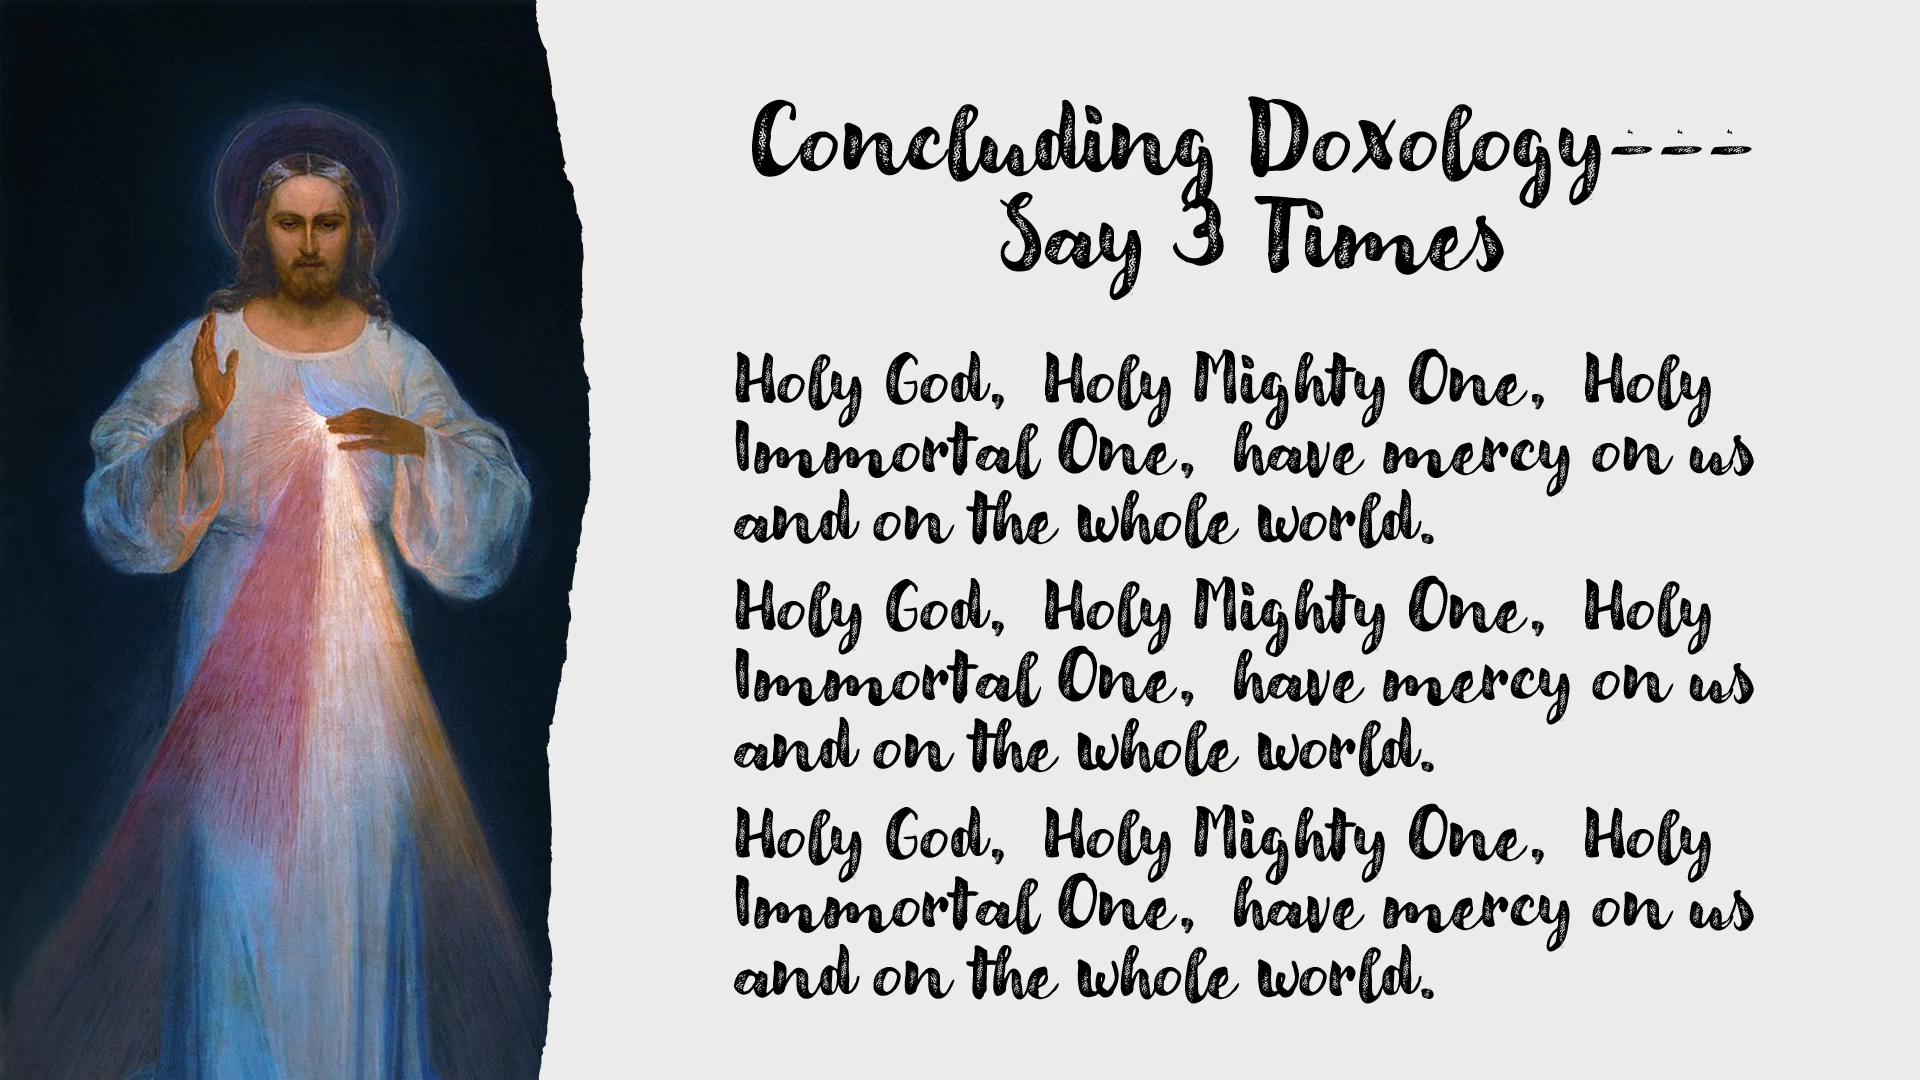 Concluding Doxology---
Say 3 Times
Holy God, Holy Mighty One, Holy
Immortal One, have mercy on us
and on the whole world.
Holy God, Holy Mighty One, Holy
Immortal One, have mercy on us
and on the whole world.
Holy God, Holy Mighty One, Holy
Immortal One, have mercy on us
and on the whole world.